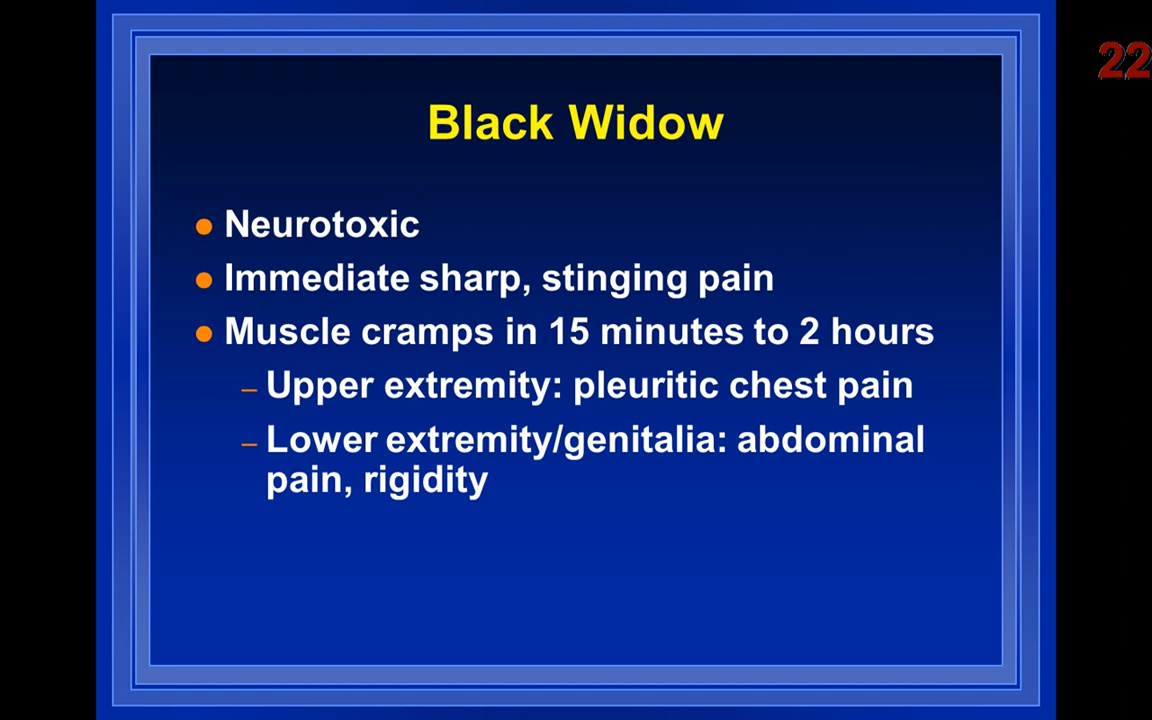 22
Black Widow
Neurotoxic
Immediate sharp, stinging pain
Muscle cramps in 15 minutes to 2 hours
– Upper extremity: pleuritic chest pain
– Lower extremity/genitalia: abdominal
pain, rigidity